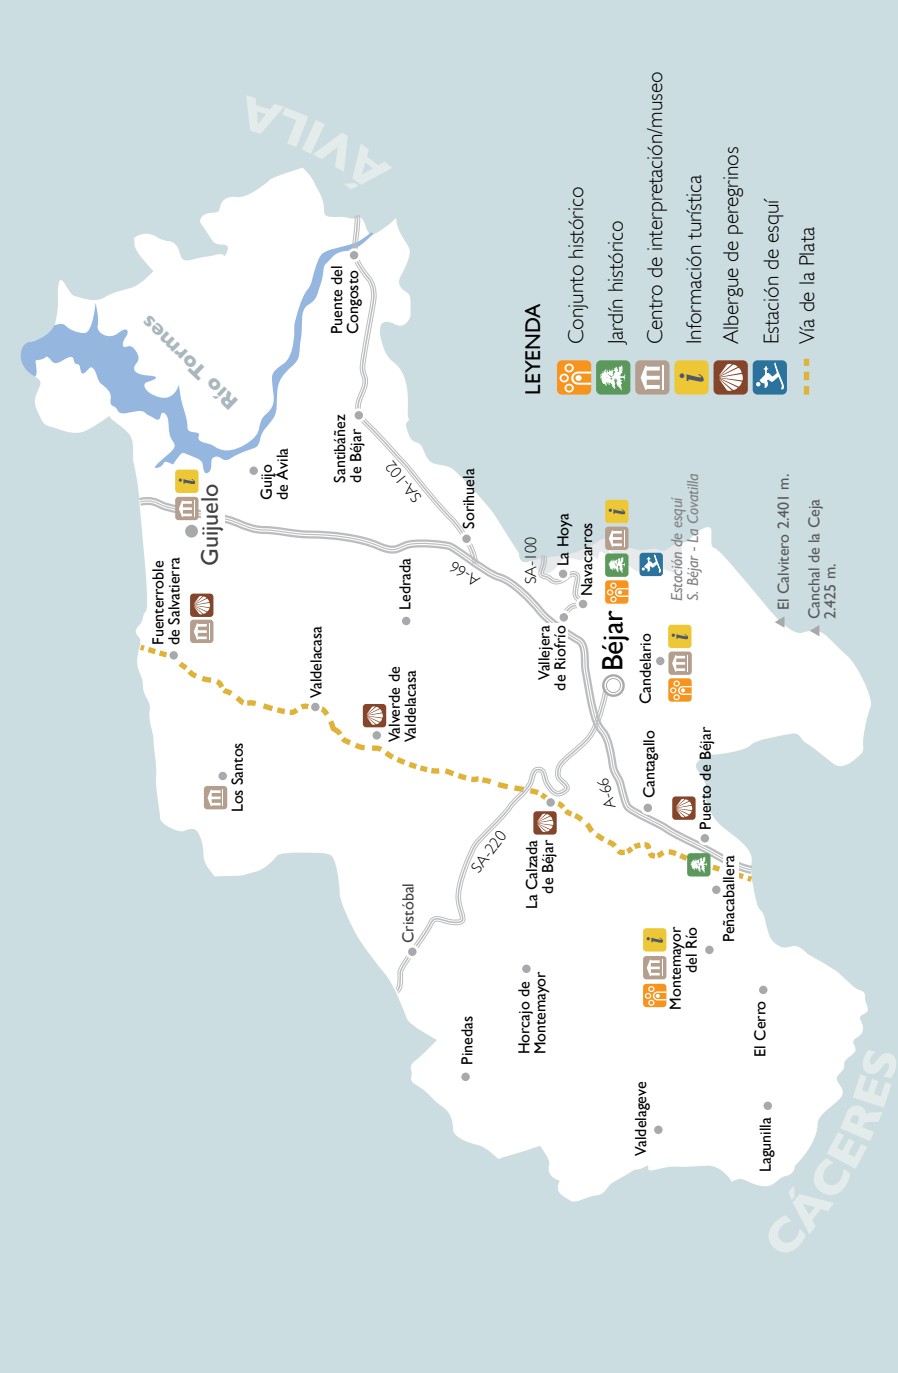 ÁVILA
CÁCERES
Río Tormes
Fuenterroble
de Salvatierra
Guijuelo
i
Guijo
de Ávila
Puente del
Congosto
Santibáñez
de Béjar
SA-102
Sorihuela
Los Santos
Valdelacasa
Valverde de
Valdelacasa
Ledrada
A-66
SA-100
La Hoya
Navacarros
Vallejera
de Riofrío
Béjar
i
Estación de esquí
S. Béjar - La Covatilla
Candelario
i
El Calvitero 2.401 m.
Canchal de la Ceja
2.425 m.
Cristóbal
SA-220
La Calzada
de Béjar
A-66
Cantagallo
Puerto de Béjar
Peñacaballera
i
Montemayor
del Río
Horcajo de
Montemayor
Pinedas
El Cerro
Valdelageve
Lagunilla
LEYENDA
Conjunto histórico
Jardín histórico
Centro de interpretación/museo
i Información turística
Albergue de peregrinos
Estación de esquí
Vía de la Plata